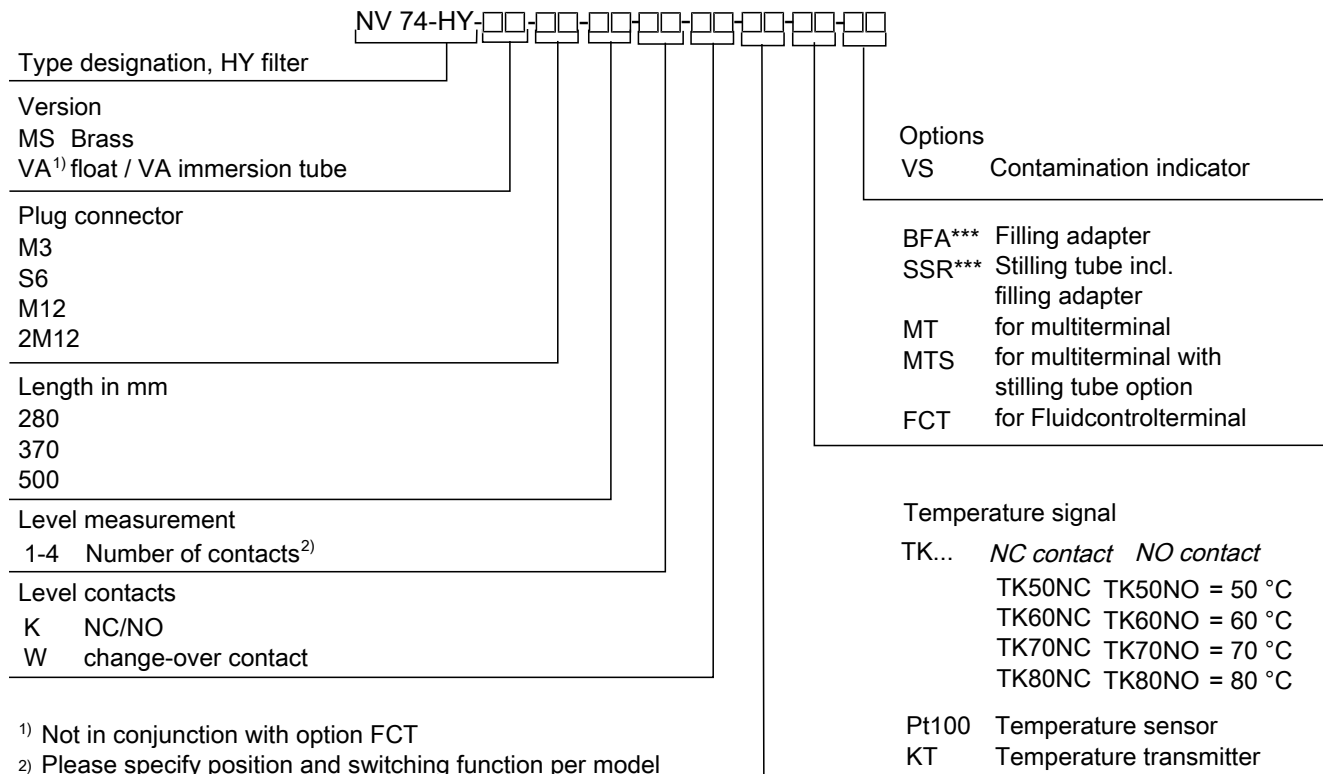 NV 74-HY-□□-□□-□□-□□-□□-□□-□□-□□
Type designation, HY filter
Version
MS Brass
VA1) float / VA immersion tube
Plug connector
M3
S6
M12
2M12
Length in mm
280
370
500
Level measurement
1-4 Number of contacts2)
Level contacts
K NC/NO
W change-over contact
1) Not in conjunction with option FCT
2) Please specify position and switching function per model
Options
VS Contamination indicator
BFA*** Filling adapter
SSR*** Stilling tube incl.
filling adapter
MT for multiterminal
MTS for multiterminal with
stilling tube option
FCT for Fluidcontrolterminal
Temperature signal
TK... NC contact NO contact
TK50NC TK50NO = 50 °C
TK60NC TK60NO = 60 °C
TK70NC TK70NO = 70 °C
TK80NC TK80NO = 80 °C
Pt100 Temperature sensor
KT Temperature transmitter